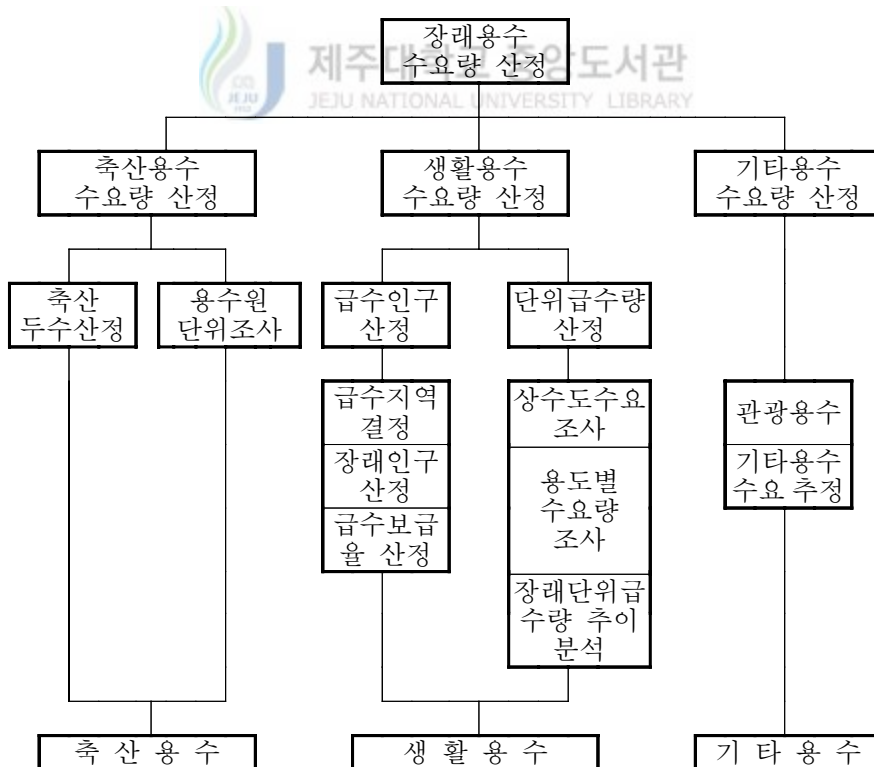 장래용수
수요량 산정
제주대학교 중앙도서관
JEJU NATIONAL UNIVERSITY LIBRARY
JEJU
1952
축산용수
수요량 산정
생활용수
수요량 산정
기타용수
수요량 산정
축산
두수산정
용수원
단위조사
급수인구
산정
단위급수량
산정
급수지역
결정
장래인구
산정
급수보급
율 산정
상수도수요
조사
용도별
수요량
조사
장래단위급
수량 추이
분석
관광용수
기타용수
수요 추정
축 산 용 수
생 활 용 수
기 타 용 수